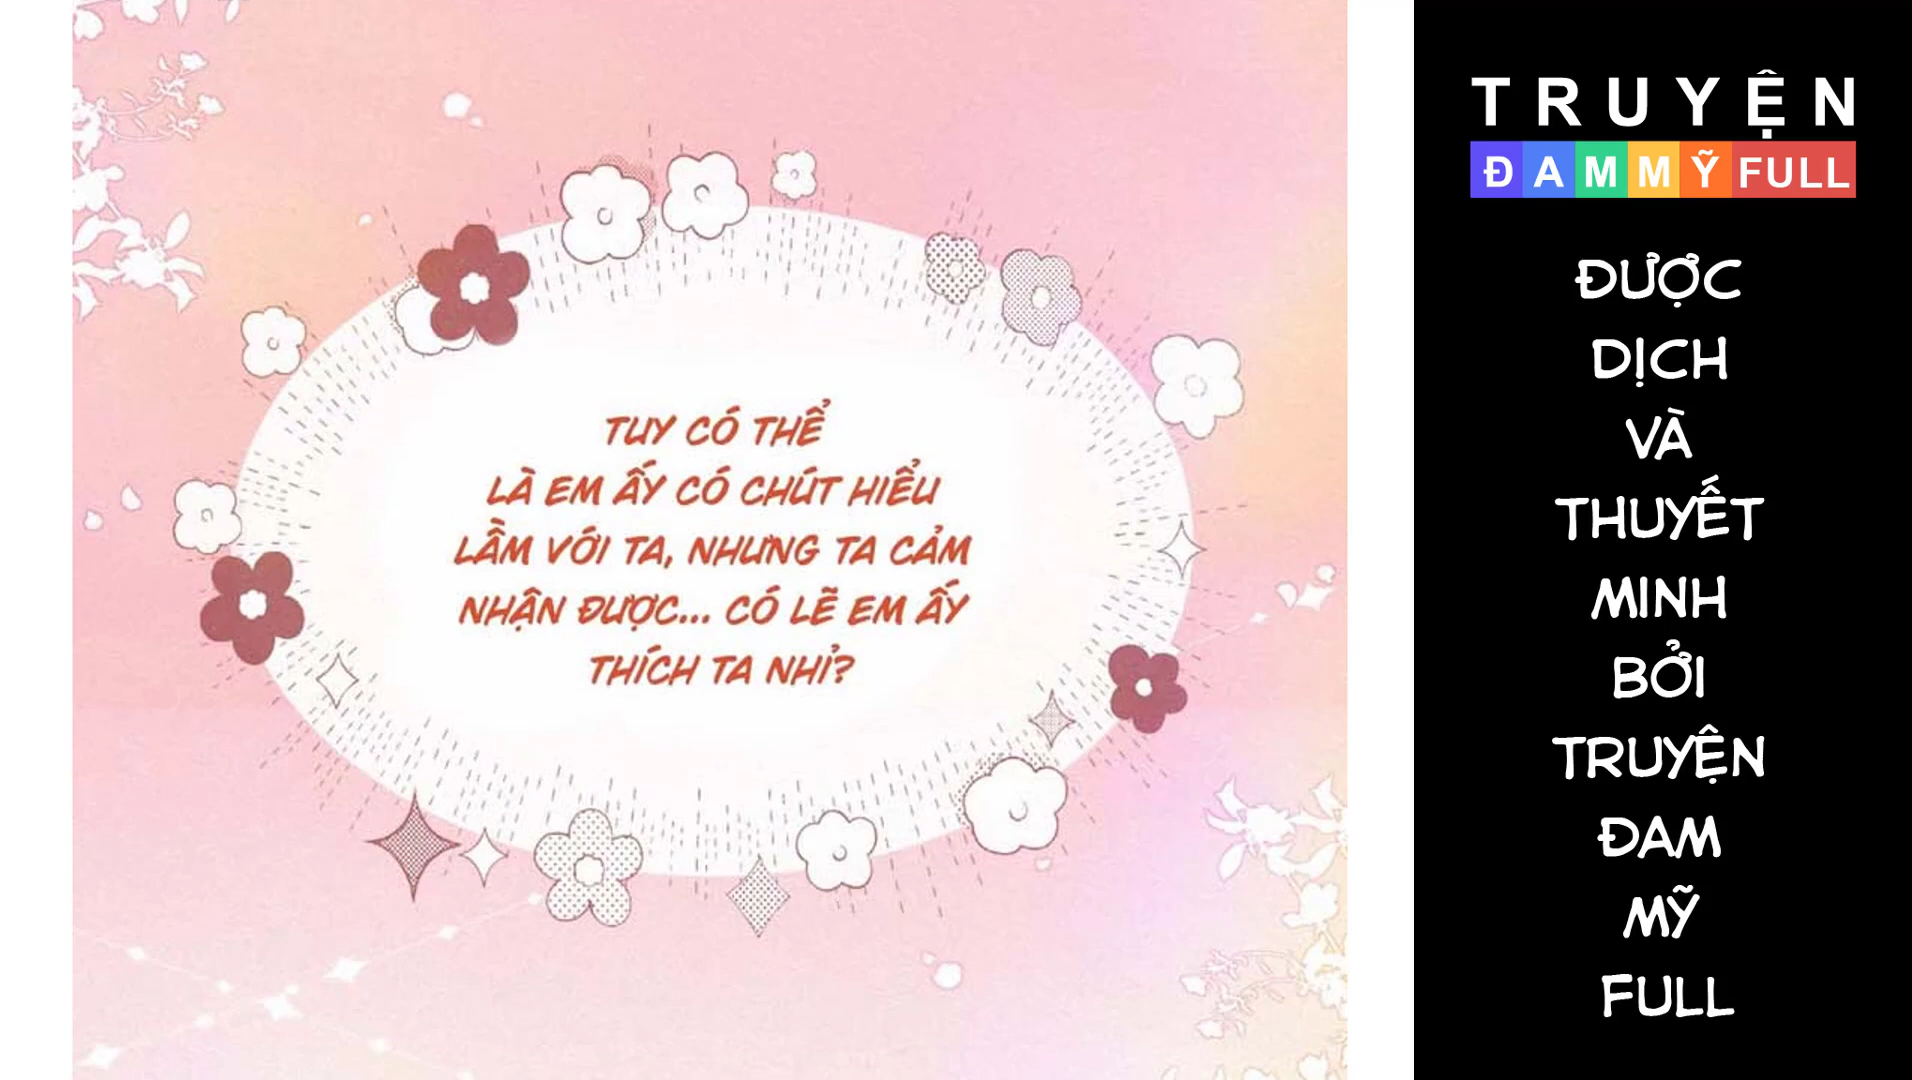 TUY CÓ THỂ
LÀ EM ẤY CÓ CHÚT HIỂU
LẦM VỚI TA, NHƯNG TA CẢM
NHẬN ĐƯỢC... CÓ LẼ EM ẤY
THÍCH TA NHỈ?
TRUYỆN
ĐAMMỸFULL
ĐƯỢC
DỊCH
VÀ
THUYẾT
MINH
BỞI
TRUYỆN
ĐAM
MỸ
FULL